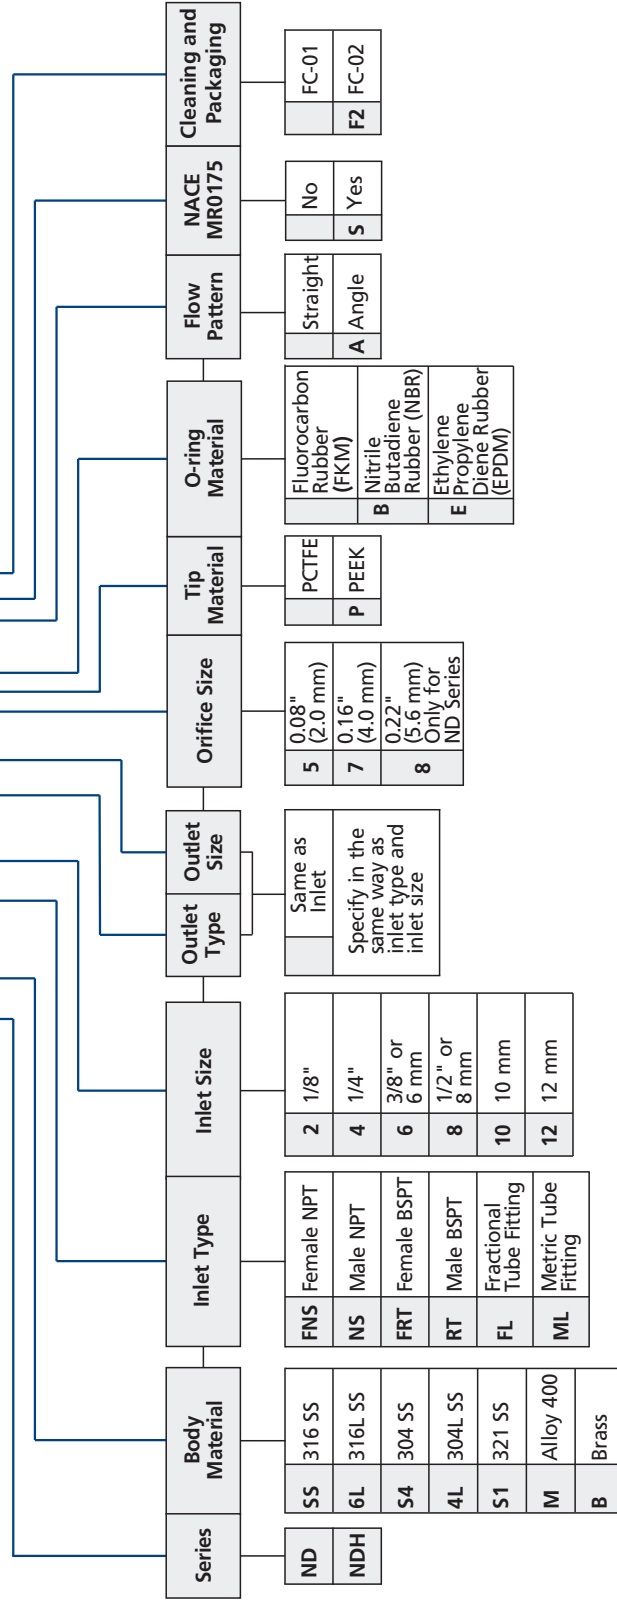 Series
ND
NDH
Body
Material
SS 316 SS
6L 316L SS
S4 304 SS
4L 304L SS
S1 321 SS
M Alloy 400
B Brass
Inlet Type
FNS Female NPT
NS Male NPT
FRT Female BSPT
RT Male BSPT
FL Fractional
Tube Fitting
ML Metric Tube
Fitting
Inlet Size
2 1/8"
4 1/4"
6 3/8" or
6 mm
8 1/2" or
8 mm
10 10 mm
12 12 mm
Outlet
Type
Outlet
Size
Same as
Inlet
Specify in the
same way as
inlet type and
inlet size
Orifice Size
5 0.08"
(2.0 mm)
7 0.16"
(4.0 mm)
8 0.22"
(5.6 mm)
Only for
ND Series
Tip
Material
PCTFE
P PEEK
O-ring
Material
Fluorocarbon
Rubber
(FKM)
B Nitrile
Butadiene
Rubber (NBR)
E Ethylene
Propylene
Diene Rubber
(EPDM)
Flow
Pattern
Straight
A Angle
NACE
MR0175
No
S Yes
Cleaning and
Packaging
FC-01
F2 FC-02